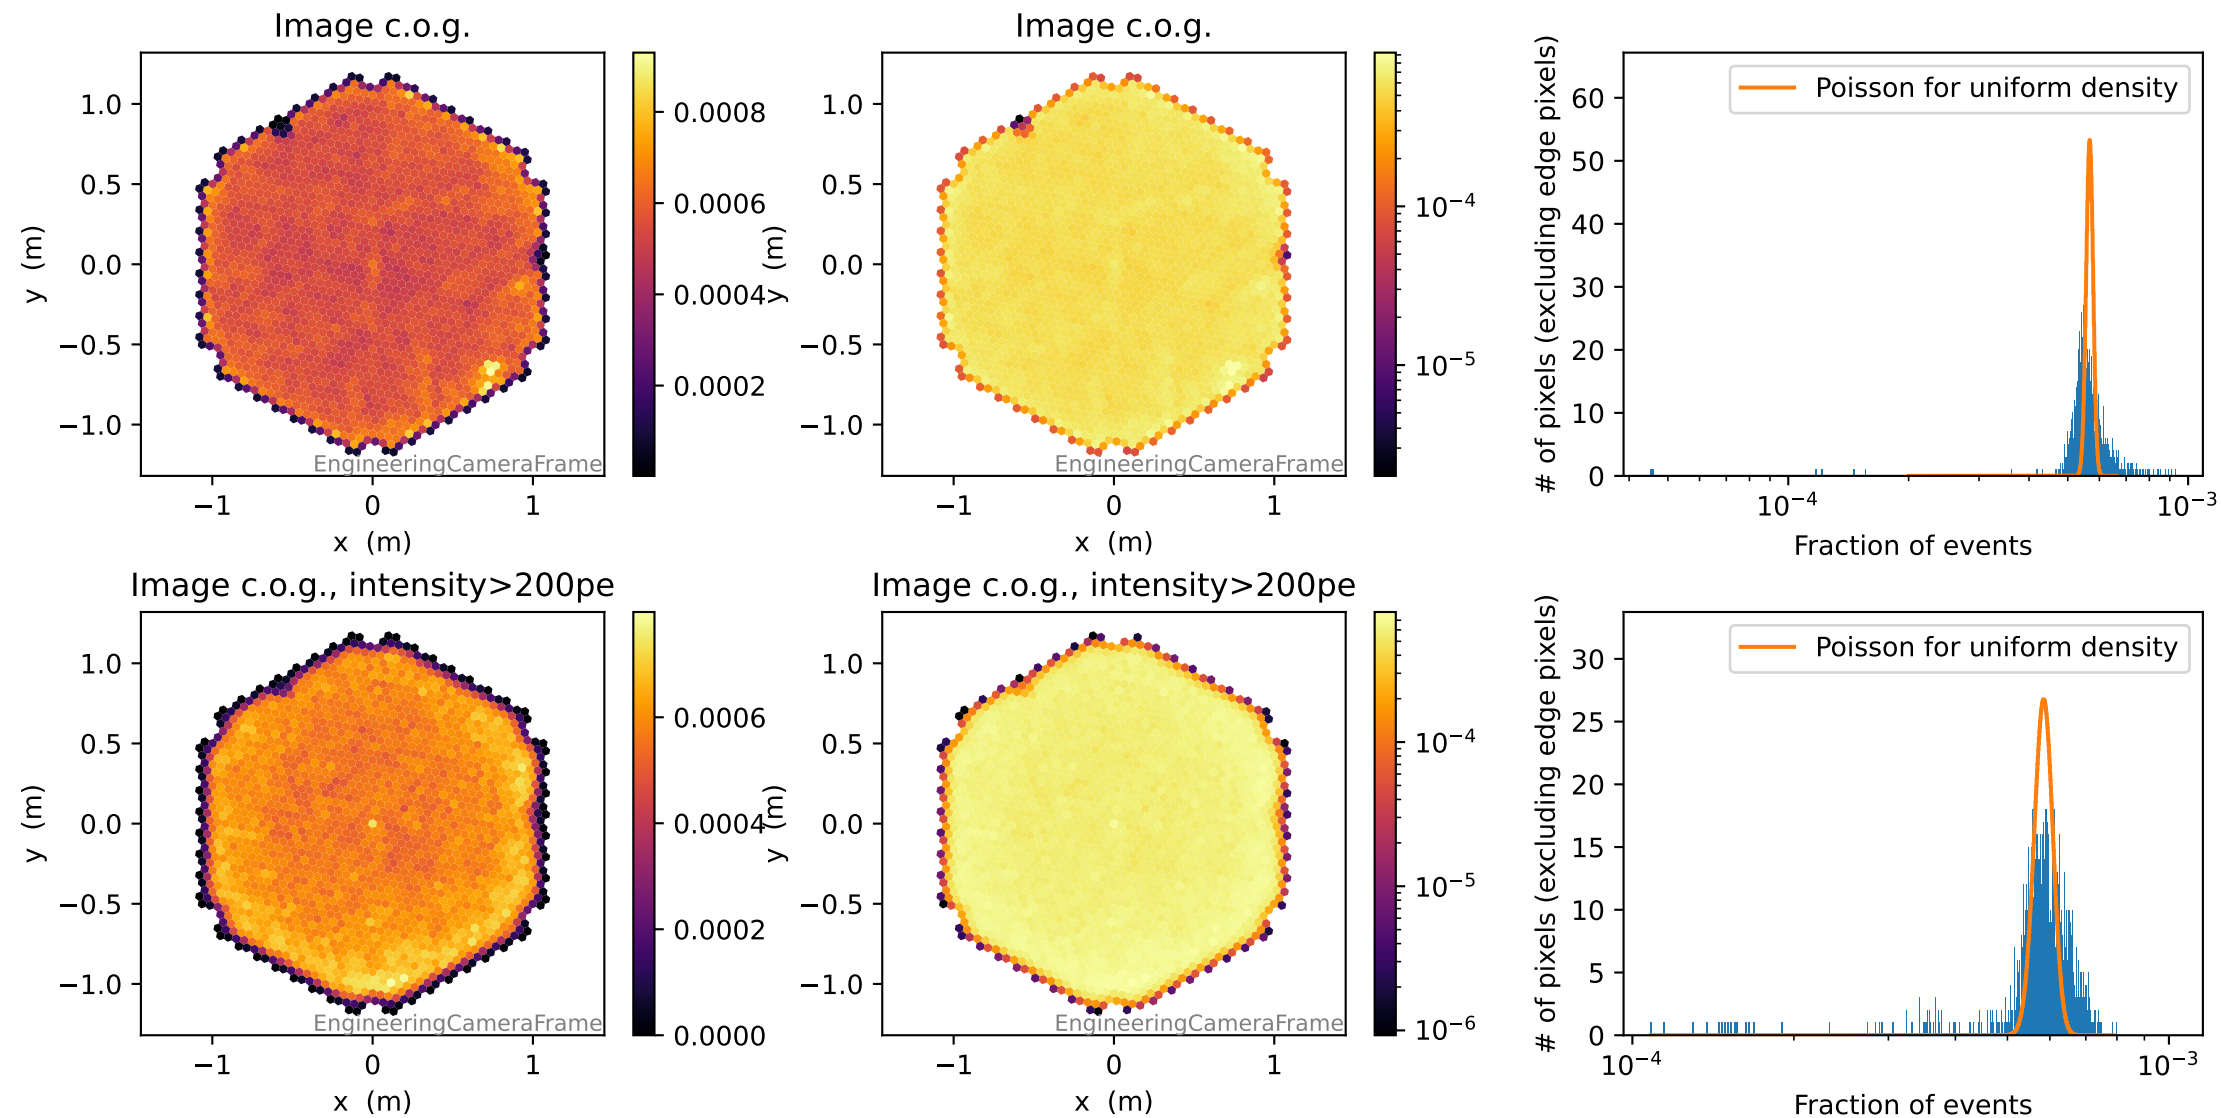 Image c.o.g.
1.0
0.5
0.0
−0.5
−1.0
y (m)
−1
0
1
x (m)
EngineeringCameraFrame
0.0008
0.0006
0.0004
0.0002
Image c.o.g.
1.0
0.5
0.0
−0.5
−1.0
y (m)
−1
0
1
x (m)
EngineeringCameraFrame
10−4
10−5
# of pixels (excluding edge pixels)
60
50
40
30
20
10
0
Poisson for uniform density
10−4
10−3
Fraction of events
Image c.o.g., intensity>200pe
1.0
0.5
0.0
−0.5
−1.0
y (m)
−1
0
1
x (m)
EngineeringCameraFrame
0.0006
0.0004
0.0002
0.0000
Image c.o.g., intensity>200pe
1.0
0.5
0.0
−0.5
−1.0
y (m)
−1
0
1
x (m)
EngineeringCameraFrame
10−4
10−5
10−6
# of pixels (excluding edge pixels)
30
25
20
15
10
5
0
Poisson for uniform density
10−4
10−3
Fraction of events